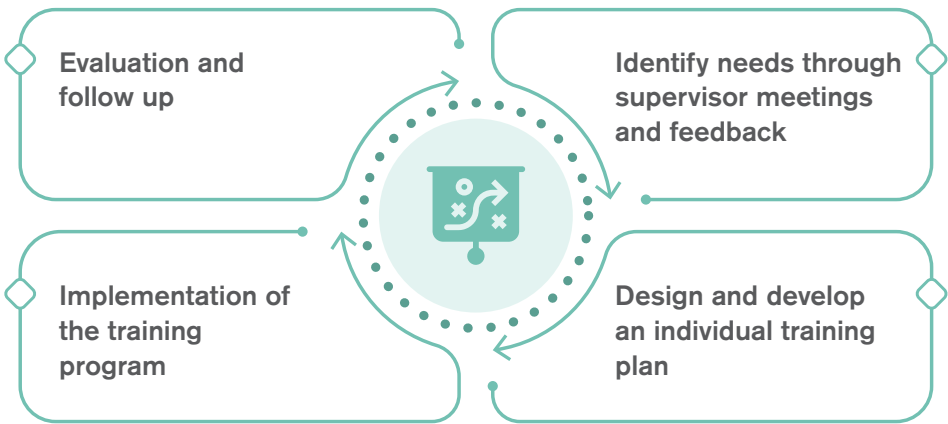 Evaluation and
follow up
Identify needs through
supervisor meetings
and feedback
Implementation of
the training
program
Design and develop
an individual training
plan